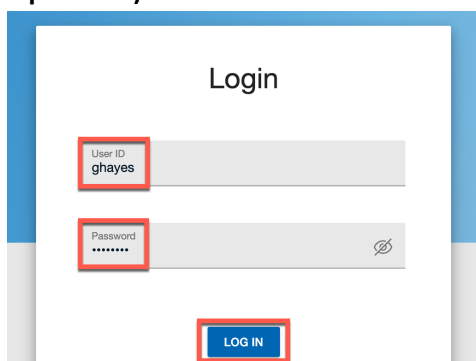 Login
User ID
ghayes
Password
••••••••
LOG IN